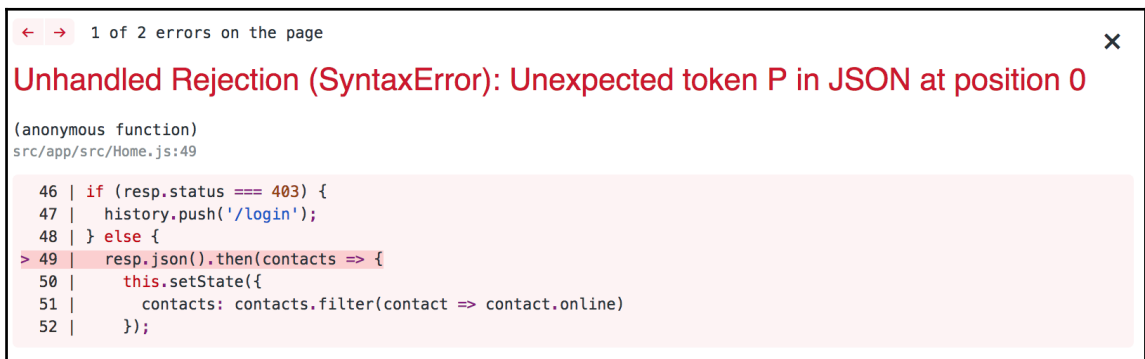 ← → 1 of 2 errors on the page ×
Unhandled Rejection (SyntaxError): Unexpected token P in JSON at position 0
(anonymous function)
src/app/src/Home.js:49
  46 | if (resp.status === 403) {
  47 |   history.push('/login');
  48 | } else {
> 49 |   resp.json().then(contacts => {
  50 |     this.setState({
  51 |       contacts: contacts.filter(contact => contact.online)
  52 |     });